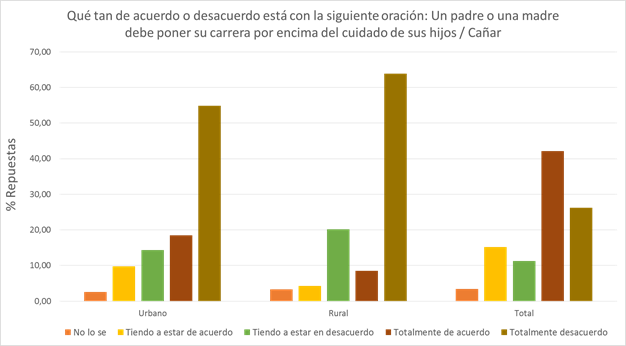 Qué tan de acuerdo o desacuerdo está con la siguiente oración: Un padre o una madre
debe poner su carrera por encima del cuidado de sus hijos / Cañar
% Repuestas
70,00
60,00
50,00
40,00
30,00
20,00
10,00
0,00
Urbano Rural Total
No lo se Tiendo a estar de acuerdo Tiendo a estar en desacuerdo Totalmente de acuerdo Totalmente desacuerdo